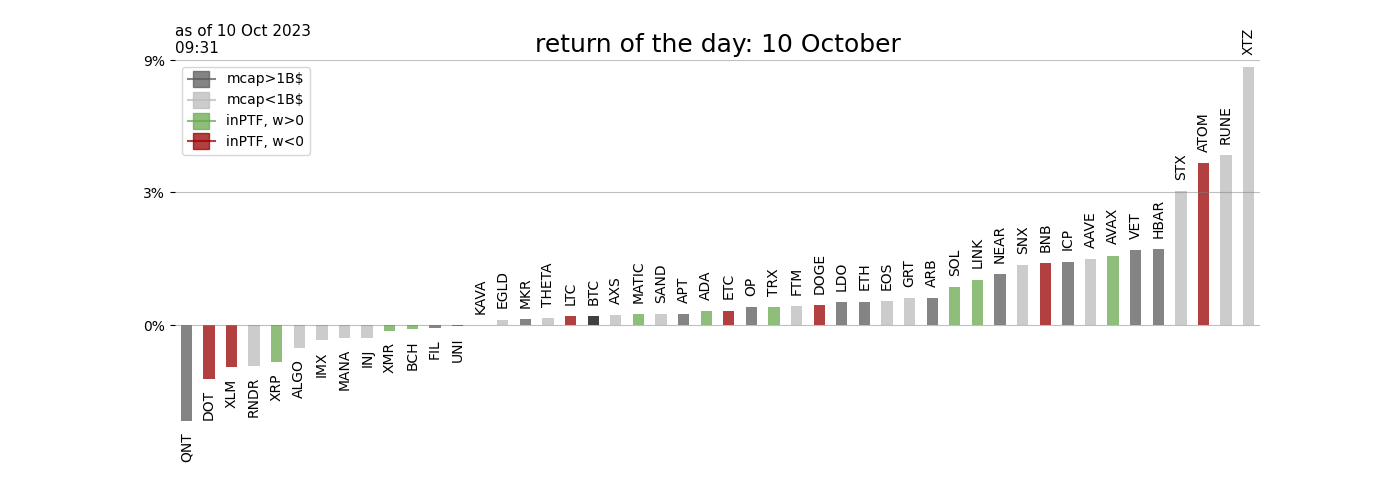 as of 10 Oct 2023
09:31
return of the day: 10 October
9%
3%
0%
mcap>1B$
mcap<1B$
inPTF, w>0
inPTF, w<0
QNT
DOT
XLM
RNDR
XRP
ALGO
IMX
MANA
INJ
XMR
BCH
FIL
UNI
KAVA
EGLD
MKR
THETA
LTC
BTC
AXS
MATIC
SAND
APT
ADA
ETC
OP
TRX
FTM
DOGE
LDO
ETH
EOS
GRT
ARB
SOL
LINK
NEAR
SNX
BNB
ICP
AAVE
AVAX
VET
HBAR
STX
ATOM
RUNE
XTZ